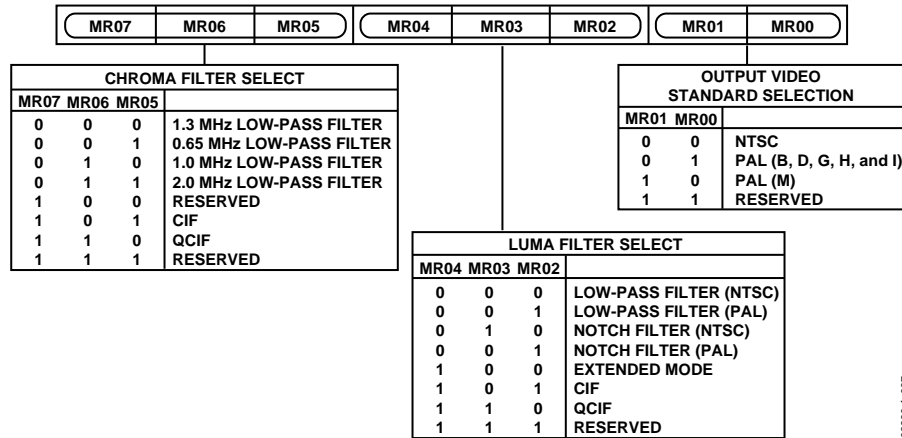 MR07 MR06 MR05 MR04 MR03 MR02 MR01 MR00
CHROMA FILTER SELECT
MR07 MR06 MR05
0 0 0 1.3 MHz LOW-PASS FILTER
0 0 1 0.65 MHz LOW-PASS FILTER
0 1 0 1.0 MHz LOW-PASS FILTER
0 1 1 2.0 MHz LOW-PASS FILTER
1 0 0 RESERVED
1 0 1 CIF
1 1 0 QCIF
1 1 1 RESERVED
OUTPUT VIDEO
STANDARD SELECTION
MR01 MR00
0 0 NTSC
0 1 PAL (B, D, G, H, and I)
1 0 PAL (M)
1 1 RESERVED
LUMA FILTER SELECT
MR04 MR03 MR02
0 0 0 LOW-PASS FILTER (NTSC)
0 0 1 LOW-PASS FILTER (PAL)
0 1 0 NOTCH FILTER (NTSC)
0 0 1 NOTCH FILTER (PAL)
1 0 0 EXTENDED MODE
1 0 1 CIF
1 1 0 QCIF
1 1 1 RESERVED